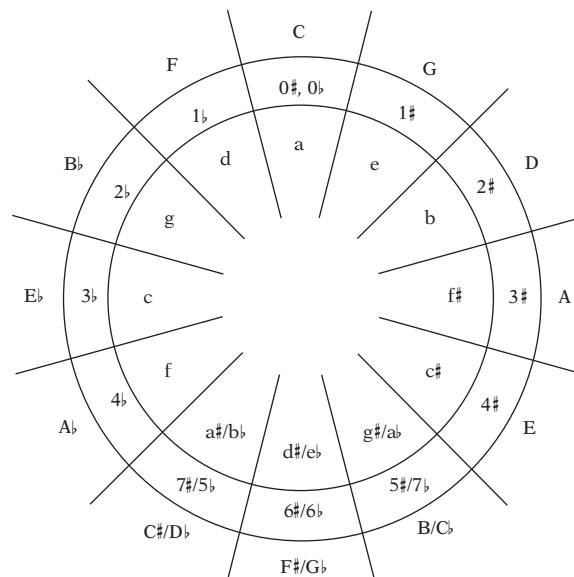 C
F
G
0♯, 0♭
1♭
1♯
a
d
e
B♭
D
2♭
2♯
g
b
E♭
3♭
c
f♯
3♯
A
f
c♯
4♭
4♯
A♭
E
a♯/b♭
g♯/a♭
d♯/e♭
7♯/5♭
5♯/7♭
6♯/6♭
C♯/D♭
B/C♭
F♯/G♭